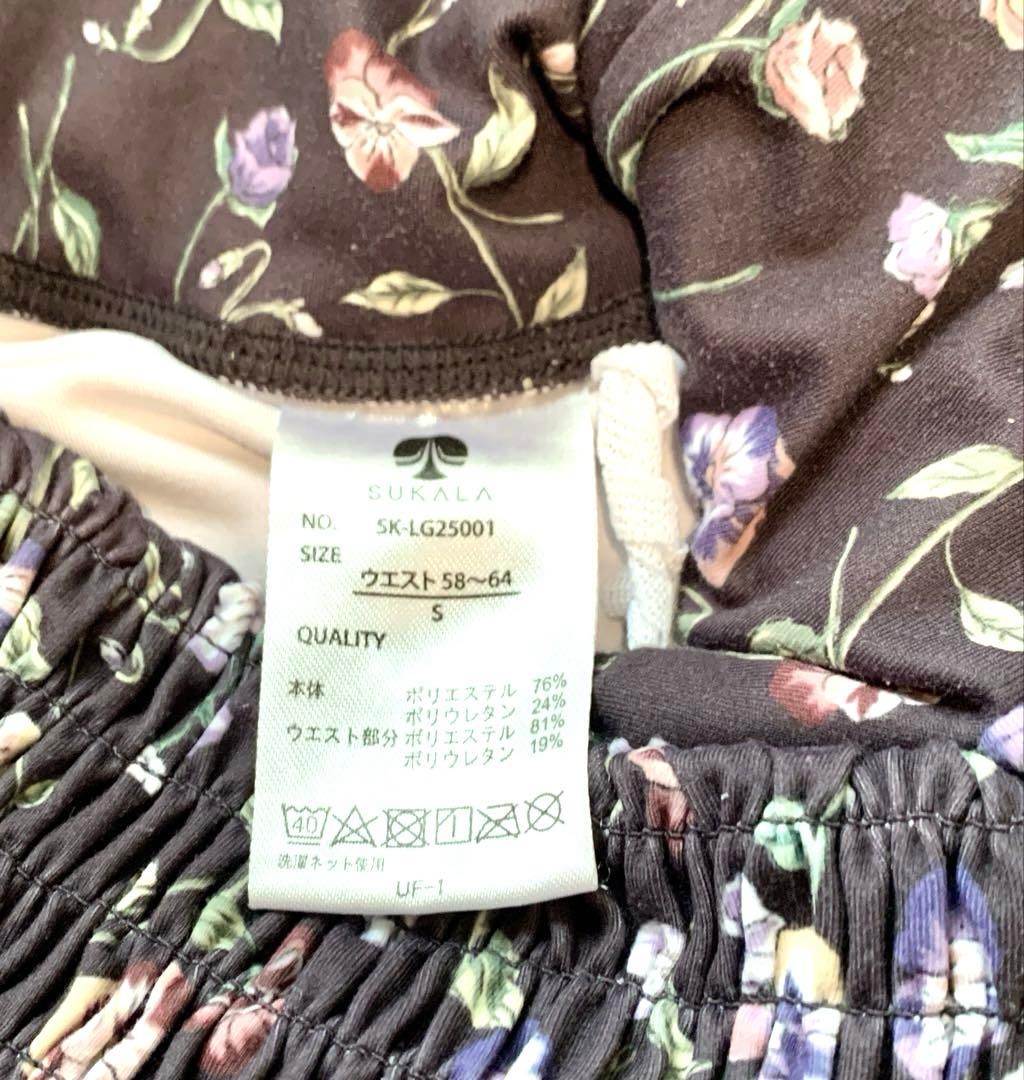 SUKALA
NO. SK-LG25001
SIZE
ウエスト 58〜64
S
QUALITY
本体 ポリエステル 76%
ポリウレタン 24%
ウエスト部分 ポリエステル 81%
ポリウレタン 19%
40
洗濯ネット使用
UF-1